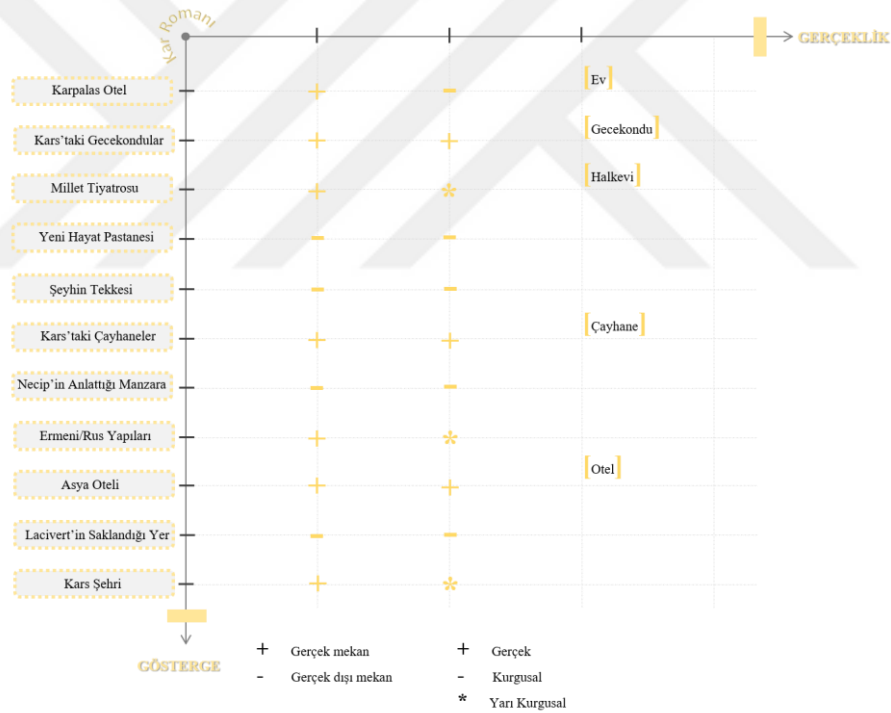 Kar Romanı
GERÇEKLİK
Karpalas Otel + - [Ev]
Kars'taki Gecekondular + + [Gecekondu]
Millet Tiyatrosu + * [Halkevi]
Yeni Hayat Pastanesi - -
Şeyhin Tekkesi - -
Kars'taki Çayhaneler + + [Çayhane]
Necip'in Anlattığı Manzara - -
Ermeni/Rus Yapıları + *
Asya Oteli + + [Otel]
Lacivert'in Saklandığı Yer - -
Kars Şehri + *
GÖSTERGE
+ Gerçek mekan + Gerçek
- Gerçek dışı mekan - Kurgusal
* Yarı Kurgusal